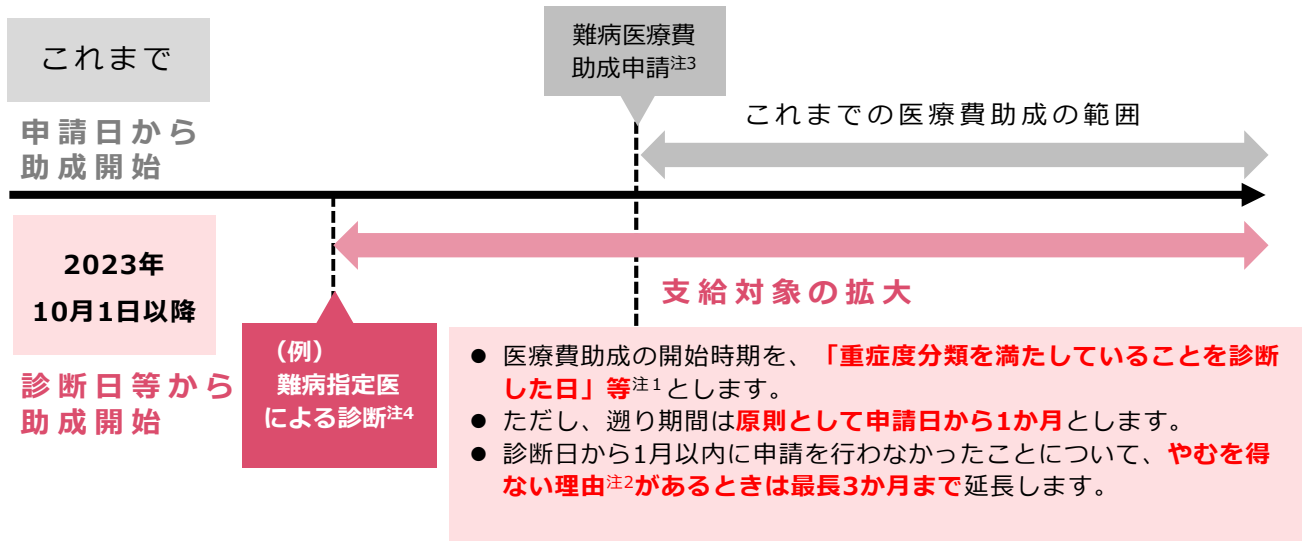 これまで
申請日から
助成開始
難病医療費
助成申請注3
これまでの医療費助成の範囲
2023年
10月1日以降
診断日等から
助成開始
(例)
難病指定医
による診断注4
支給対象の拡大
● 医療費助成の開始時期を、「重症度分類を満たしていることを診断
した日」等注1とします。
● ただし、遡り期間は原則として申請日から1か月とします。
● 診断日から1月以内に申請を行わなかったことについて、やむを得
ない理由注2があるときは最長3か月まで延長します。